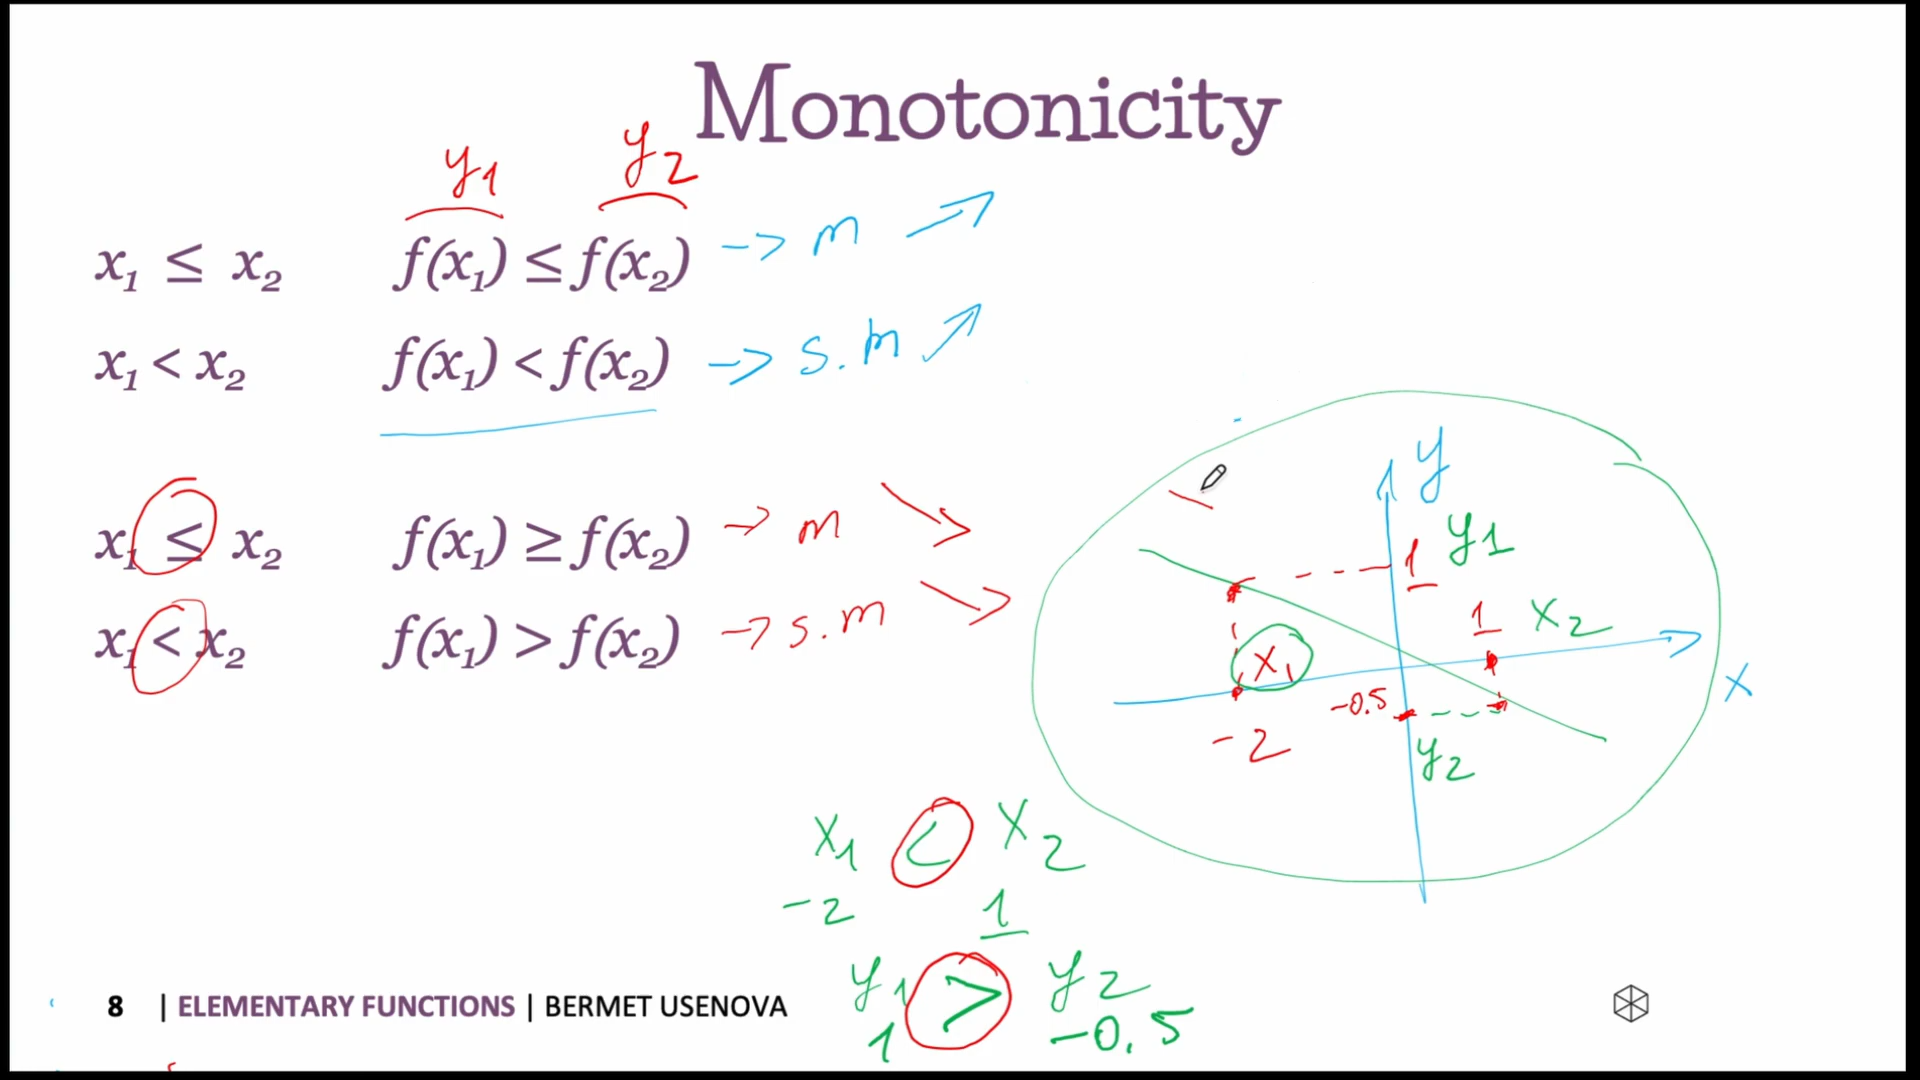 Monotonicity
y1 y2
x₁ ≤ x₂ f(x₁) ≤ f(x₂) -> m
x₁ < x₂ f(x₁) < f(x₂) -> s.m
x₁ ≤ x₂ f(x₁) ≥ f(x₂) -> m
x₁ < x₂ f(x₁) > f(x₂) -> s.m
y
1 y1
1 x2
x1
x
-0.5
-2
y2
x1 < x2
-2 1
y1 > y2
1 -0.5
8 | ELEMENTARY FUNCTIONS | BERMET USENOVA